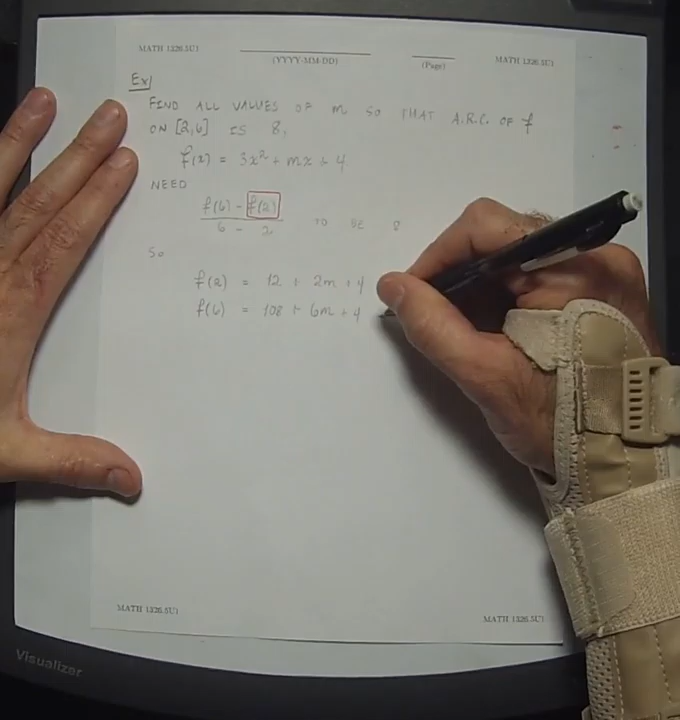 MATH 1326.5U1 (YYYY-MM-DD) (Page) MATH 1326.5U1
Ex/
FIND ALL VALUES OF m SO THAT A.R.C. OF f
ON [2,6] IS 8.
f(x) = 3x² + mx + 4
NEED
f(6) - f(2)
6 - 2 TO BE 8
SO
f(2) = 12 + 2m + 4
f(6) = 108 + 6m + 4
MATH 1326.5U1 MATH 1326.5U1
Visualizer